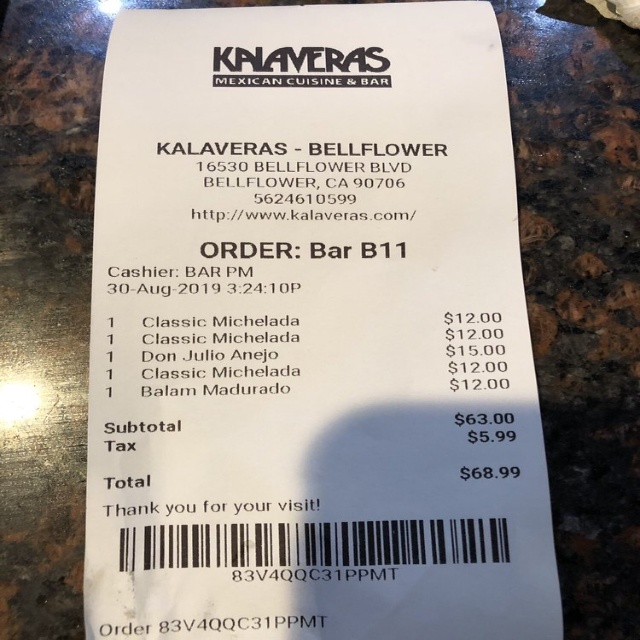 KALAVERAS
MEXICAN CUISINE & BAR
KALAVERAS - BELLFLOWER
16530 BELLFLOWER BLVD
BELLFLOWER, CA 90706
5624610599
http://www.kalaveras.com/
ORDER: Bar B11
Cashier: BAR PM
30-Aug-2019 3:24:10P
1 Classic Michelada $12.00
1 Classic Michelada $12.00
1 Don Julio Anejo $15.00
1 Classic Michelada $12.00
1 Balam Madurado $12.00
Subtotal $63.00
Tax $5.99
Total $68.99
Thank you for your visit!
83V4QQC31PPMT
Order 83V4QQC31PPMT